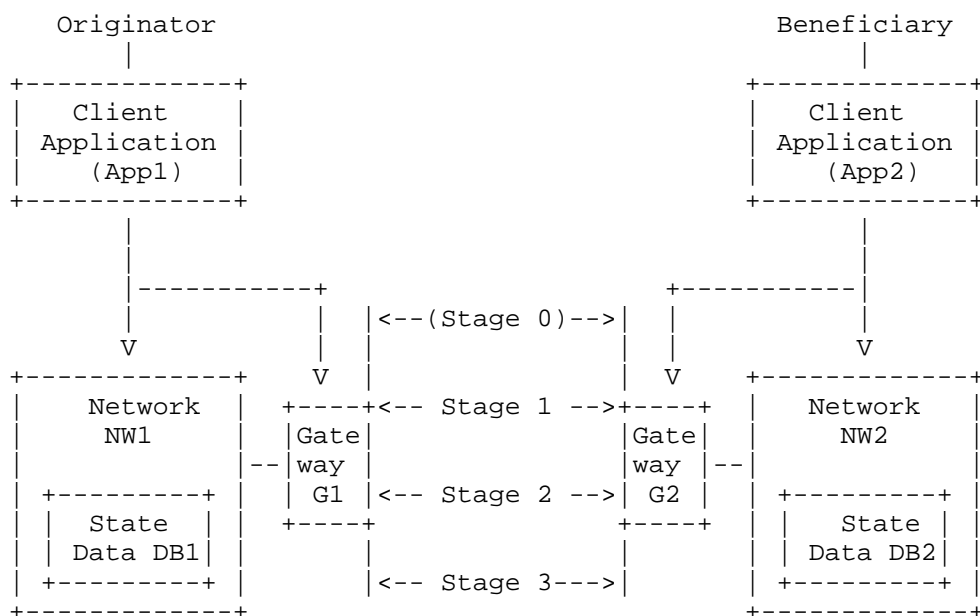 Originator Beneficiary
Client Client
Application Application
(App1) (App2)
<--(Stage 0)-->
V V
V V
Network <-- Stage 1 --> Network
NW1 Gate Gate NW2
way way
G1 <-- Stage 2 --> G2
State State
Data DB1 Data DB2
<-- Stage 3--->